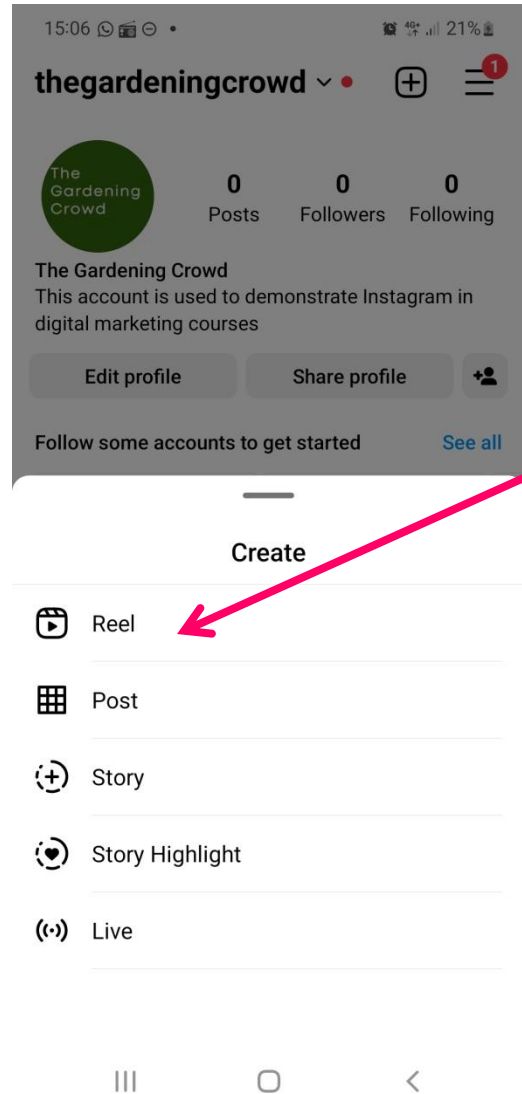 15:06 4G+ 21%
thegardeningcrowd 1
The
Gardening
Crowd
0 0 0
Posts Followers Following
The Gardening Crowd
This account is used to demonstrate Instagram in
digital marketing courses
Edit profile Share profile
Follow some accounts to get started See all
Create
Reel
Post
Story
Story Highlight
Live